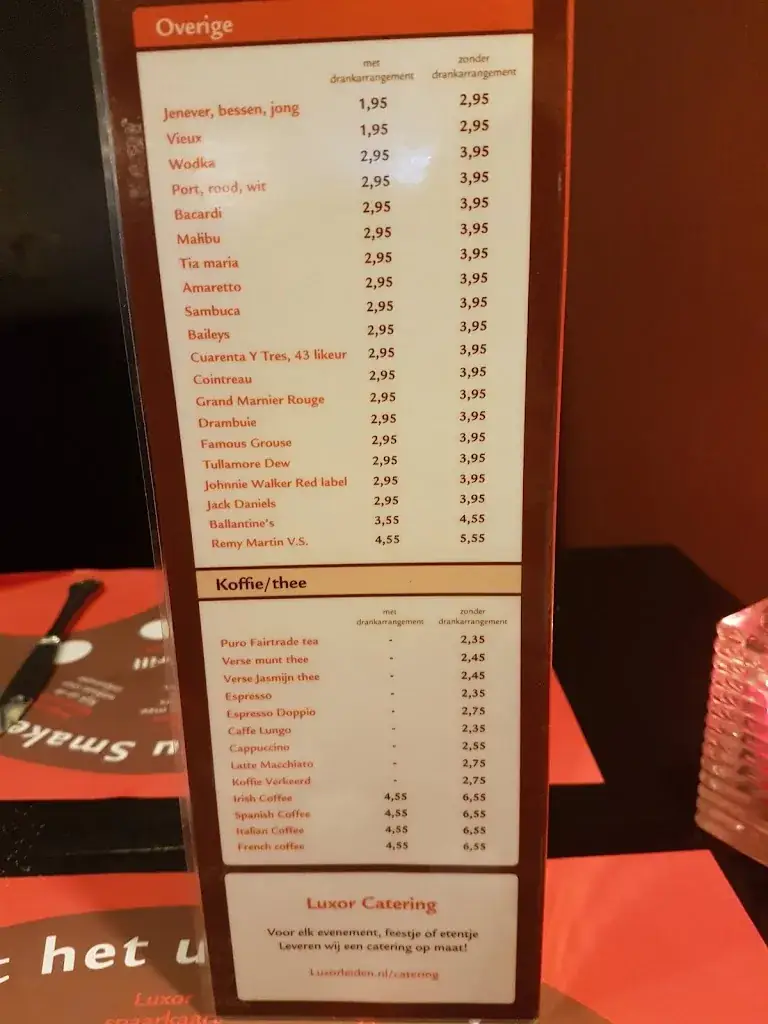 Overige
met drankarrangement zonder drankarrangement
Jenever, bessen, jong 1,95 2,95
Vieux 1,95 2,95
Wodka 2,95 3,95
Port, rood, wit 2,95 3,95
Bacardi 2,95 3,95
Malibu 2,95 3,95
Tia maria 2,95 3,95
Amaretto 2,95 3,95
Sambuca 2,95 3,95
Baileys 2,95 3,95
Cuarenta Y Tres, 43 likeur 2,95 3,95
Cointreau 2,95 3,95
Grand Marnier Rouge 2,95 3,95
Drambuie 2,95 3,95
Famous Grouse 2,95 3,95
Tullamore Dew 2,95 3,95
Johnnie Walker Red label 2,95 3,95
Jack Daniels 2,95 3,95
Ballantine's 3,55 4,55
Remy Martin V.S. 4,55 5,55
Koffie/thee
met drankarrangement zonder drankarrangement
Puro Fairtrade tea - 2,35
Verse munt thee - 2,45
Verse Jasmijn thee - 2,45
Espresso - 2,35
Espresso Doppio - 2,75
Caffe Lungo - 2,35
Cappuccino - 2,55
Latte Macchiato - 2,75
Koffie Verkeerd - 2,75
Irish Coffee 4,55 6,55
Spanish Coffee 4,55 6,55
Italian Coffee 4,55 6,55
French coffee 4,55 6,55
Luxor Catering
Voor elk evenement, feestje of etentje
Leveren wij een catering op maat!
Luxorleiden.nl/catering
u Smake
het u
Luxor
spaarkaart